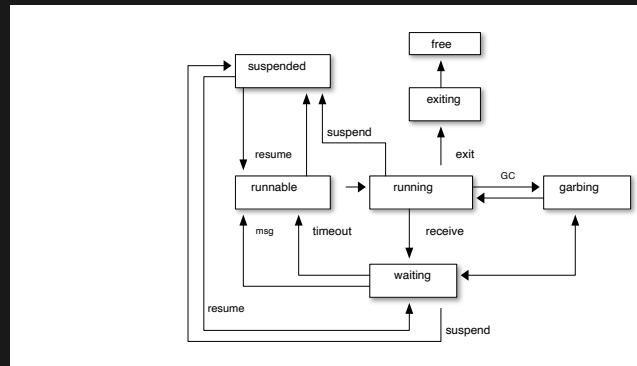 free
suspended
exiting
suspend
resume
exit
GC
runnable
running
garbing
msg
timeout
receive
waiting
resume
suspend